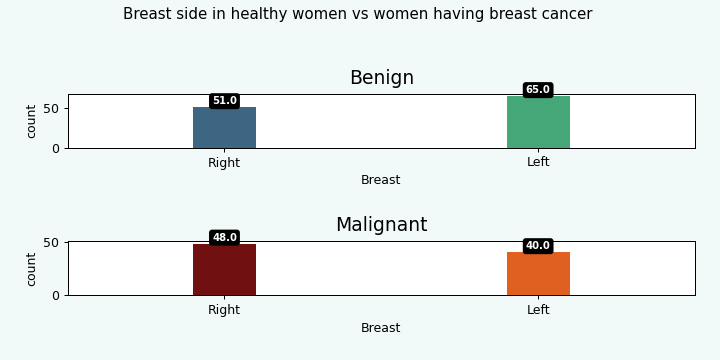 Breast side in healthy women vs women having breast cancer
Benign
65.0
51.0
50
count
0
Right
Left
Breast
Malignant
48.0
40.0
50
count
0
Right
Left
Breast